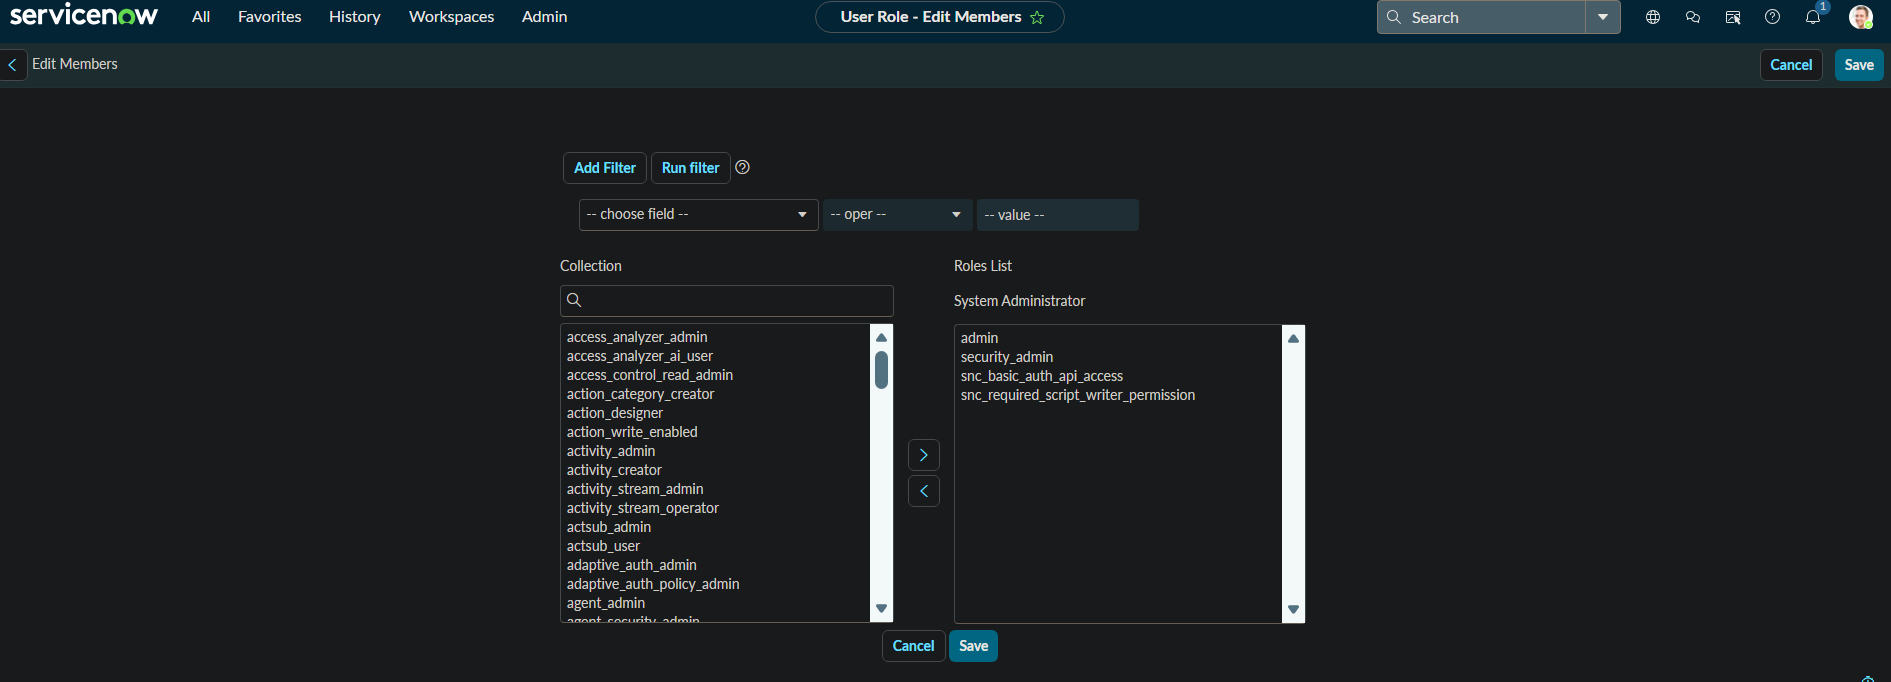 servicenow All Favorites History Workspaces Admin User Role - Edit Members Search 1
Edit Members Cancel Save
Add Filter Run filter
-- choose field -- -- oper -- -- value --
Collection
access_analyzer_admin
access_analyzer_ai_user
access_control_read_admin
action_category_creator
action_designer
action_write_enabled
activity_admin
activity_creator
activity_stream_admin
activity_stream_operator
actsub_admin
actsub_user
adaptive_auth_admin
adaptive_auth_policy_admin
agent_admin
agent_security_admin
Roles List
System Administrator
admin
security_admin
snc_basic_auth_api_access
snc_required_script_writer_permission
Cancel Save